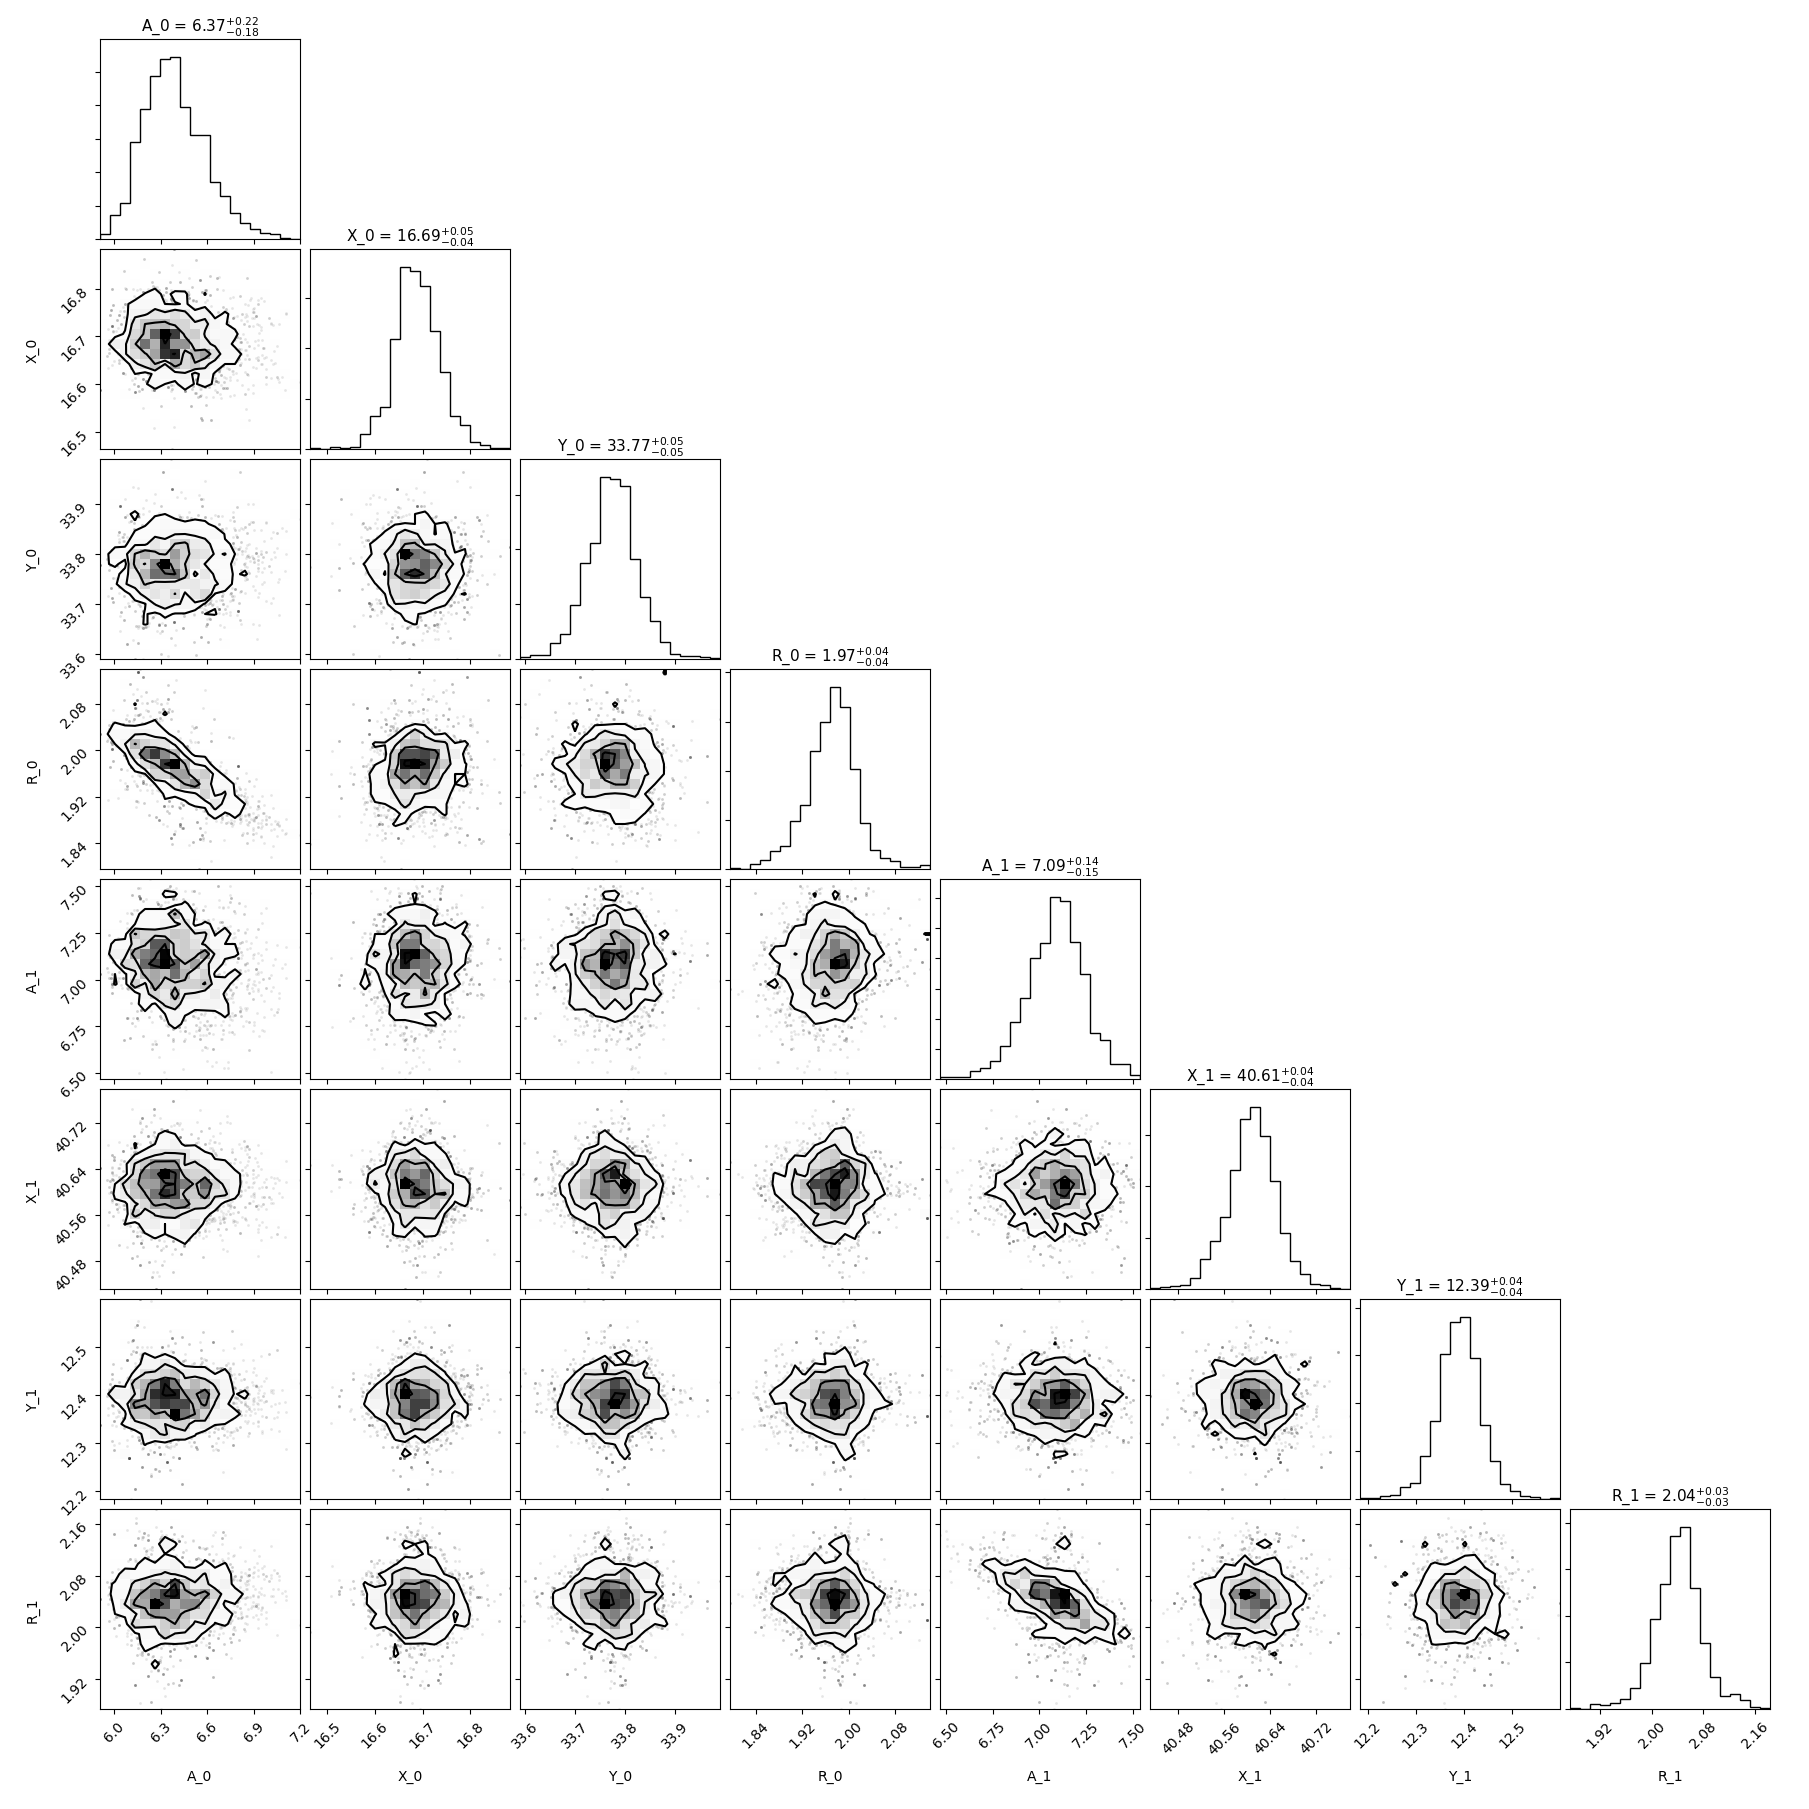 A_0 = 6.37+0.22−0.18
X_0 = 16.69+0.05−0.04
16.8
16.7
16.6
16.5
X_0
Y_0 = 33.77+0.05−0.05
33.9
33.8
33.7
33.6
Y_0
R_0 = 1.97+0.04−0.04
2.08
2.00
1.92
1.84
R_0
A_1 = 7.09+0.14−0.15
7.50
7.25
7.00
6.75
6.50
A_1
X_1 = 40.61+0.04−0.04
40.72
40.64
40.56
40.48
X_1
Y_1 = 12.39+0.04−0.04
12.5
12.4
12.3
12.2
Y_1
R_1 = 2.04+0.03−0.03
2.16
2.08
2.00
1.92
R_1
6.0 6.3 6.6 6.9 7.2 16.5 16.6 16.7 16.8 33.6 33.7 33.8 33.9 1.84 1.92 2.00 2.08 6.50 6.75 7.00 7.25 7.50 40.48 40.56 40.64 40.72 12.2 12.3 12.4 12.5 1.92 2.00 2.08 2.16
A_0 X_0 Y_0 R_0 A_1 X_1 Y_1 R_1